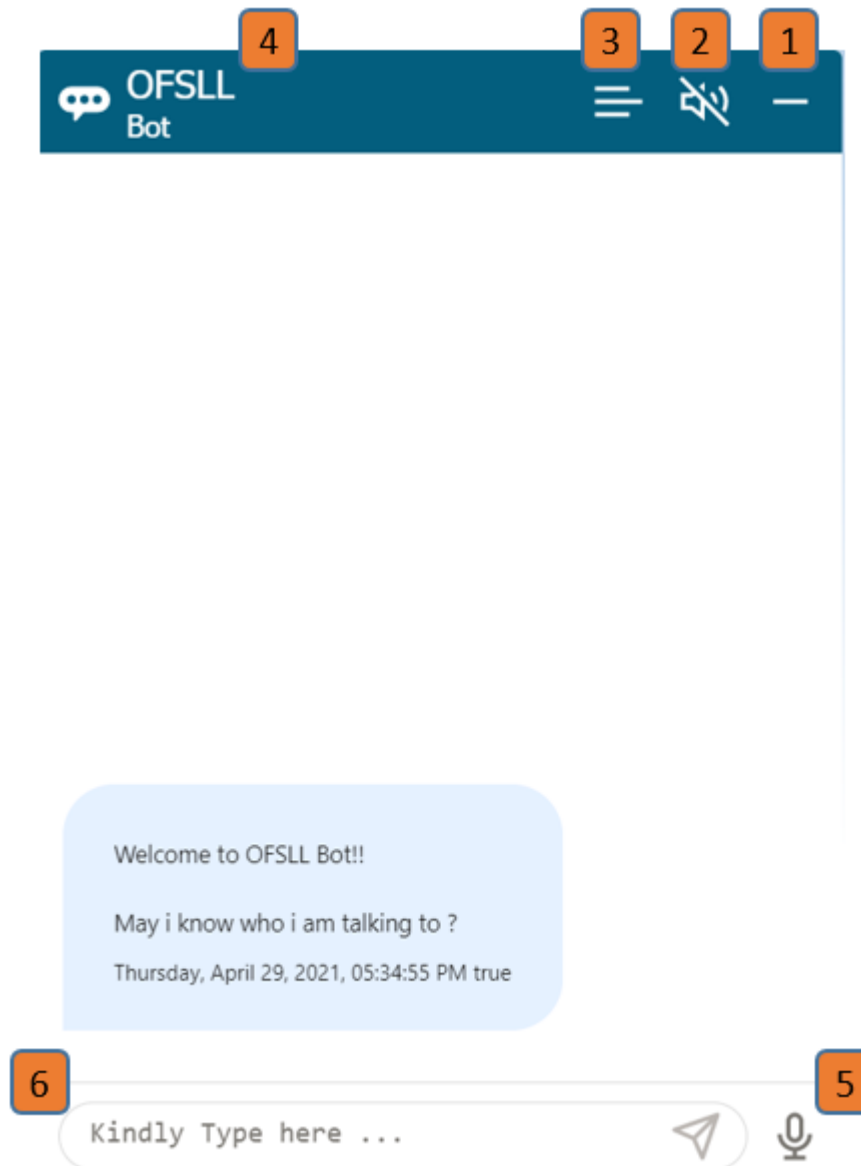 4 3 2 1
OFSLL
Bot
Welcome to OFSLL Bot!!
May i know who i am talking to ?
Thursday, April 29, 2021, 05:34:55 PM true
6 5
Kindly Type here ...